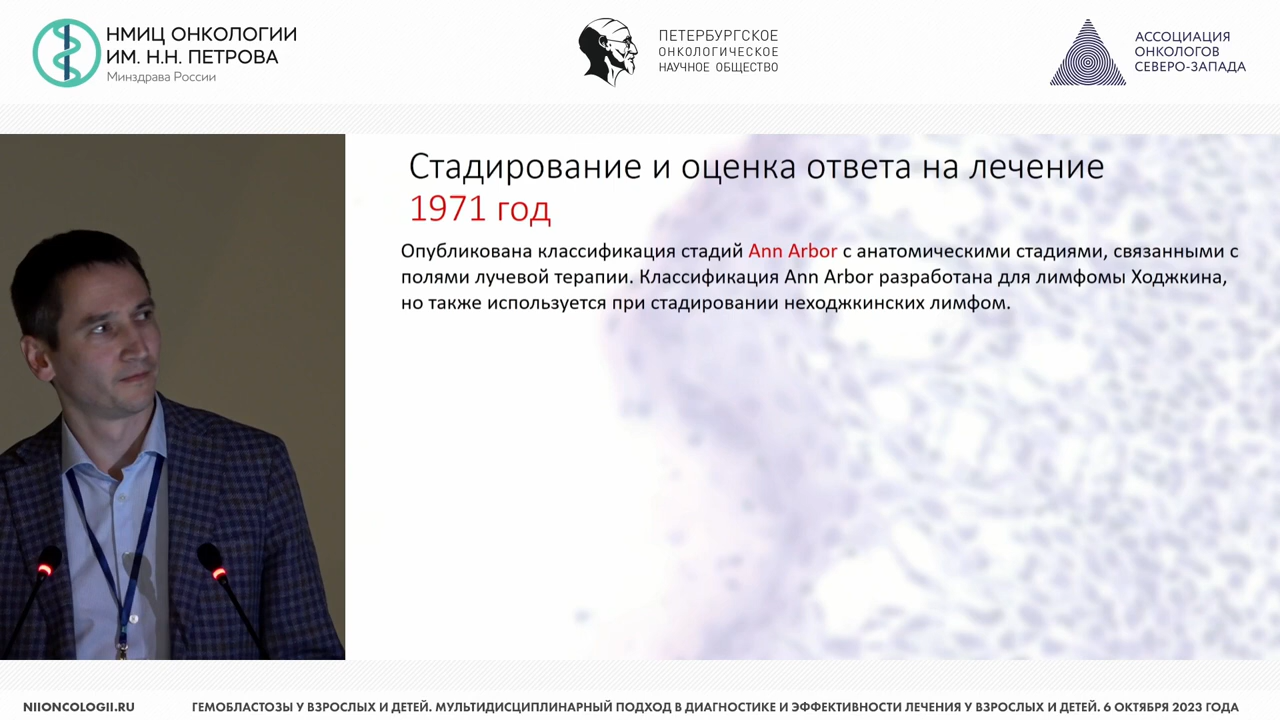 НМИЦ ОНКОЛОГИИ
ИМ. Н.Н. ПЕТРОВА
Минздрава России
ПЕТЕРБУРГСКОЕ
ОНКОЛОГИЧЕСКОЕ
НАУЧНОЕ ОБЩЕСТВО
АССОЦИАЦИЯ
ОНКОЛОГОВ
СЕВЕРО-ЗАПАДА
Стадирование и оценка ответа на лечение
1971 год
Опубликована классификация стадий Ann Arbor с анатомическими стадиями, связанными с
полями лучевой терапии. Классификация Ann Arbor разработана для лимфомы Ходжкина,
но также используется при стадировании неходжкинских лимфом.
NIIONCOLOGII.RU
ГЕМОБЛАСТОЗЫ У ВЗРОСЛЫХ И ДЕТЕЙ. МУЛЬТИДИСЦИПЛИНАРНЫЙ ПОДХОД В ДИАГНОСТИКЕ И ЭФФЕКТИВНОСТИ ЛЕЧЕНИЯ У ВЗРОСЛЫХ И ДЕТЕЙ. 6 ОКТЯБРЯ 2023 ГОДА